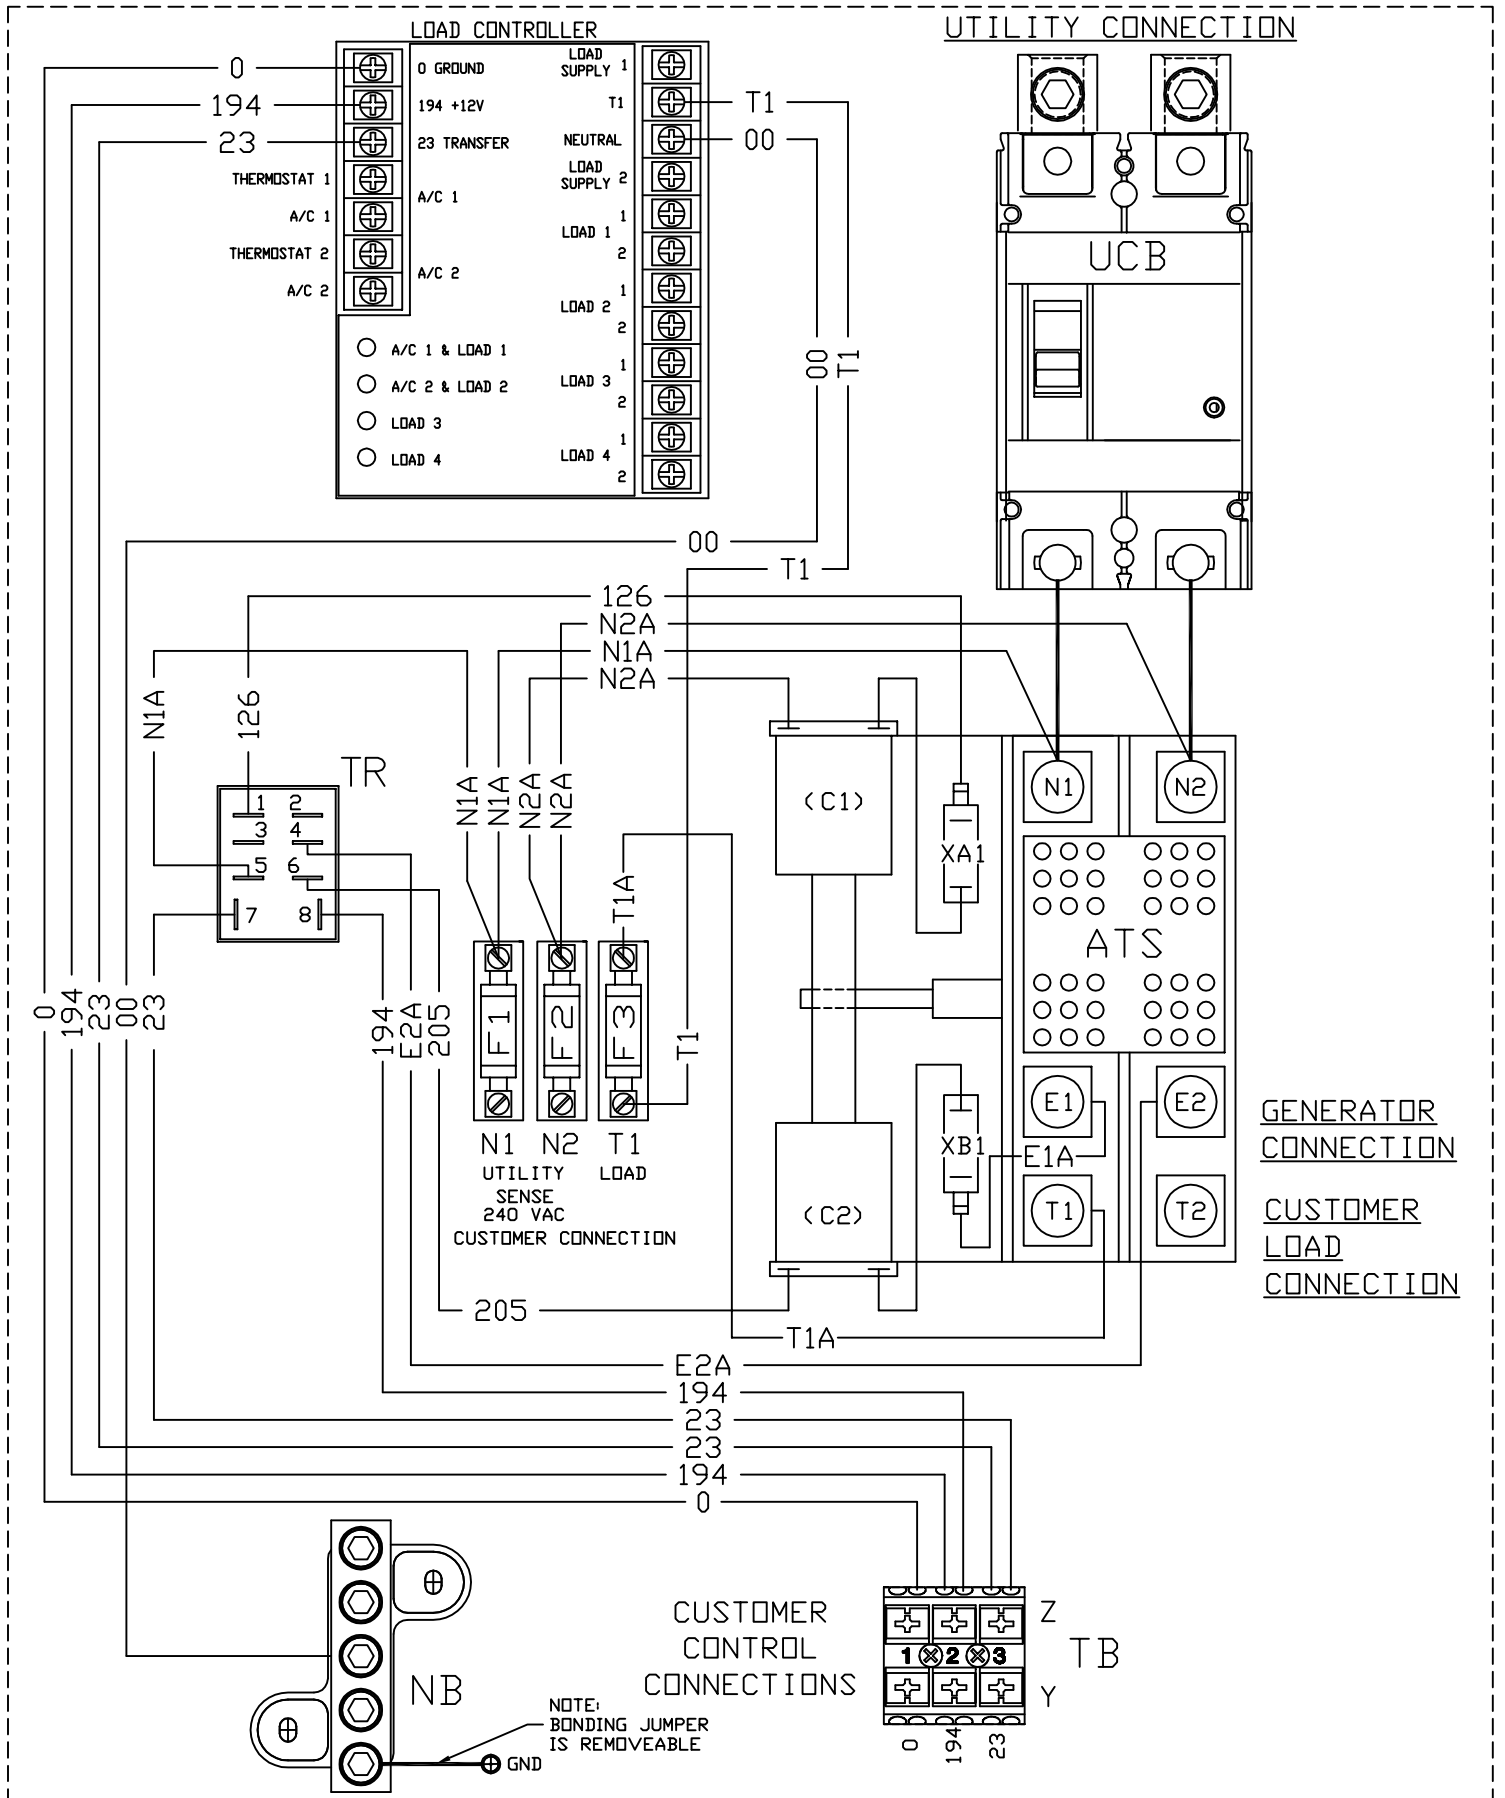 LOAD CONTROLLER
UTILITY CONNECTION
0
0 GROUND
LOAD
SUPPLY 1
194
194 +12V
T1
T1
23
23 TRANSFER
NEUTRAL
00
THERMOSTAT 1
LOAD
SUPPLY 2
A/C 1
A/C 1
1
LOAD 1
2
THERMOSTAT 2
A/C 2
A/C 2
1
LOAD 2
2
A/C 1 & LOAD 1
1
LOAD 3
2
A/C 2 & LOAD 2
LOAD 3
LOAD 4
1
LOAD 4
2
00
T1
UCB
00
T1
126
N2A
N1A
N2A
N1A
126
TR
1 2
3 4
5 6
7 8
N1A
N1A
N2A
N2A
T1A
(C1)
XA1
N1
N2
ATS
0
194
23
00
23
194
E2A
205
F1
F2
F3
T1
N1
N2
T1
UTILITY
LOAD
SENSE
240 VAC
CUSTOMER CONNECTION
XB1
E1A
(C2)
E1
E2
T1
T2
GENERATOR
CONNECTION
CUSTOMER
LOAD
CONNECTION
205
T1A
E2A
194
23
23
194
0
CUSTOMER
CONTROL
CONNECTIONS
Z
1 2 3
TB
Y
0
194
23
NB
NOTE:
BONDING JUMPER
IS REMOVEABLE
GND